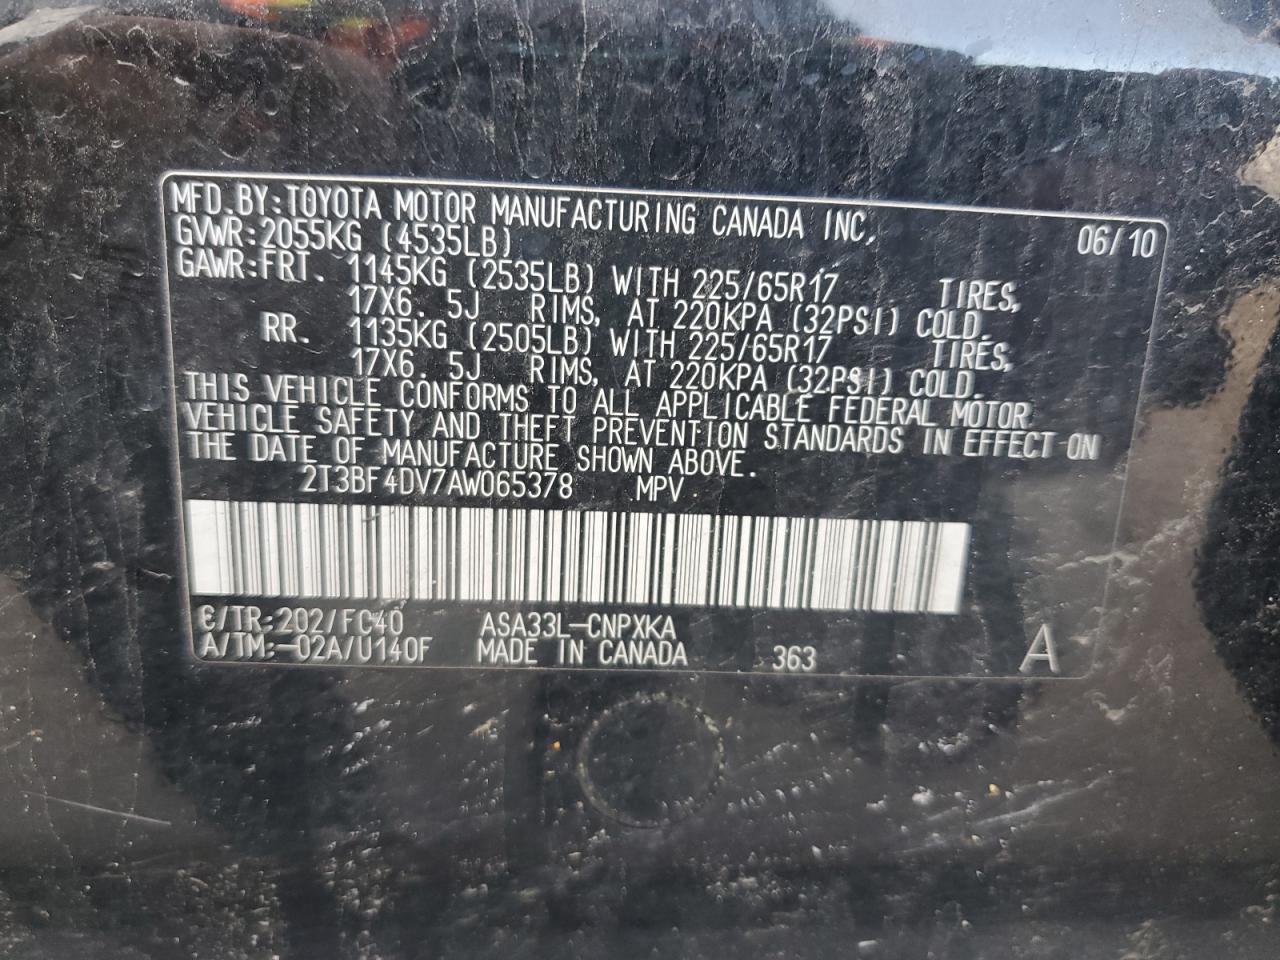 MFD.BY:TOYOTA MOTOR MANUFACTURING CANADA INC. 06/10
GVWR:2055KG (4535LB)
GAWR:FRT. 1145KG (2535LB) WITH 225/65R17 TIRES,
17X6.5J RIMS, AT 220KPA (32PSI) COLD.
RR. 1135KG (2505LB) WITH 225/65R17 TIRES,
17X6.5J RIMS, AT 220KPA (32PSI) COLD.
THIS VEHICLE CONFORMS TO ALL APPLICABLE FEDERAL MOTOR
VEHICLE SAFETY AND THEFT PREVENTION STANDARDS IN EFFECT ON
THE DATE OF MANUFACTURE SHOWN ABOVE.
2T3BF4DV7AW065378 MPV
C/TR:202/FC40 ASA33L-CNPXKA
A/TM:-02A/U140F MADE IN CANADA 363 A